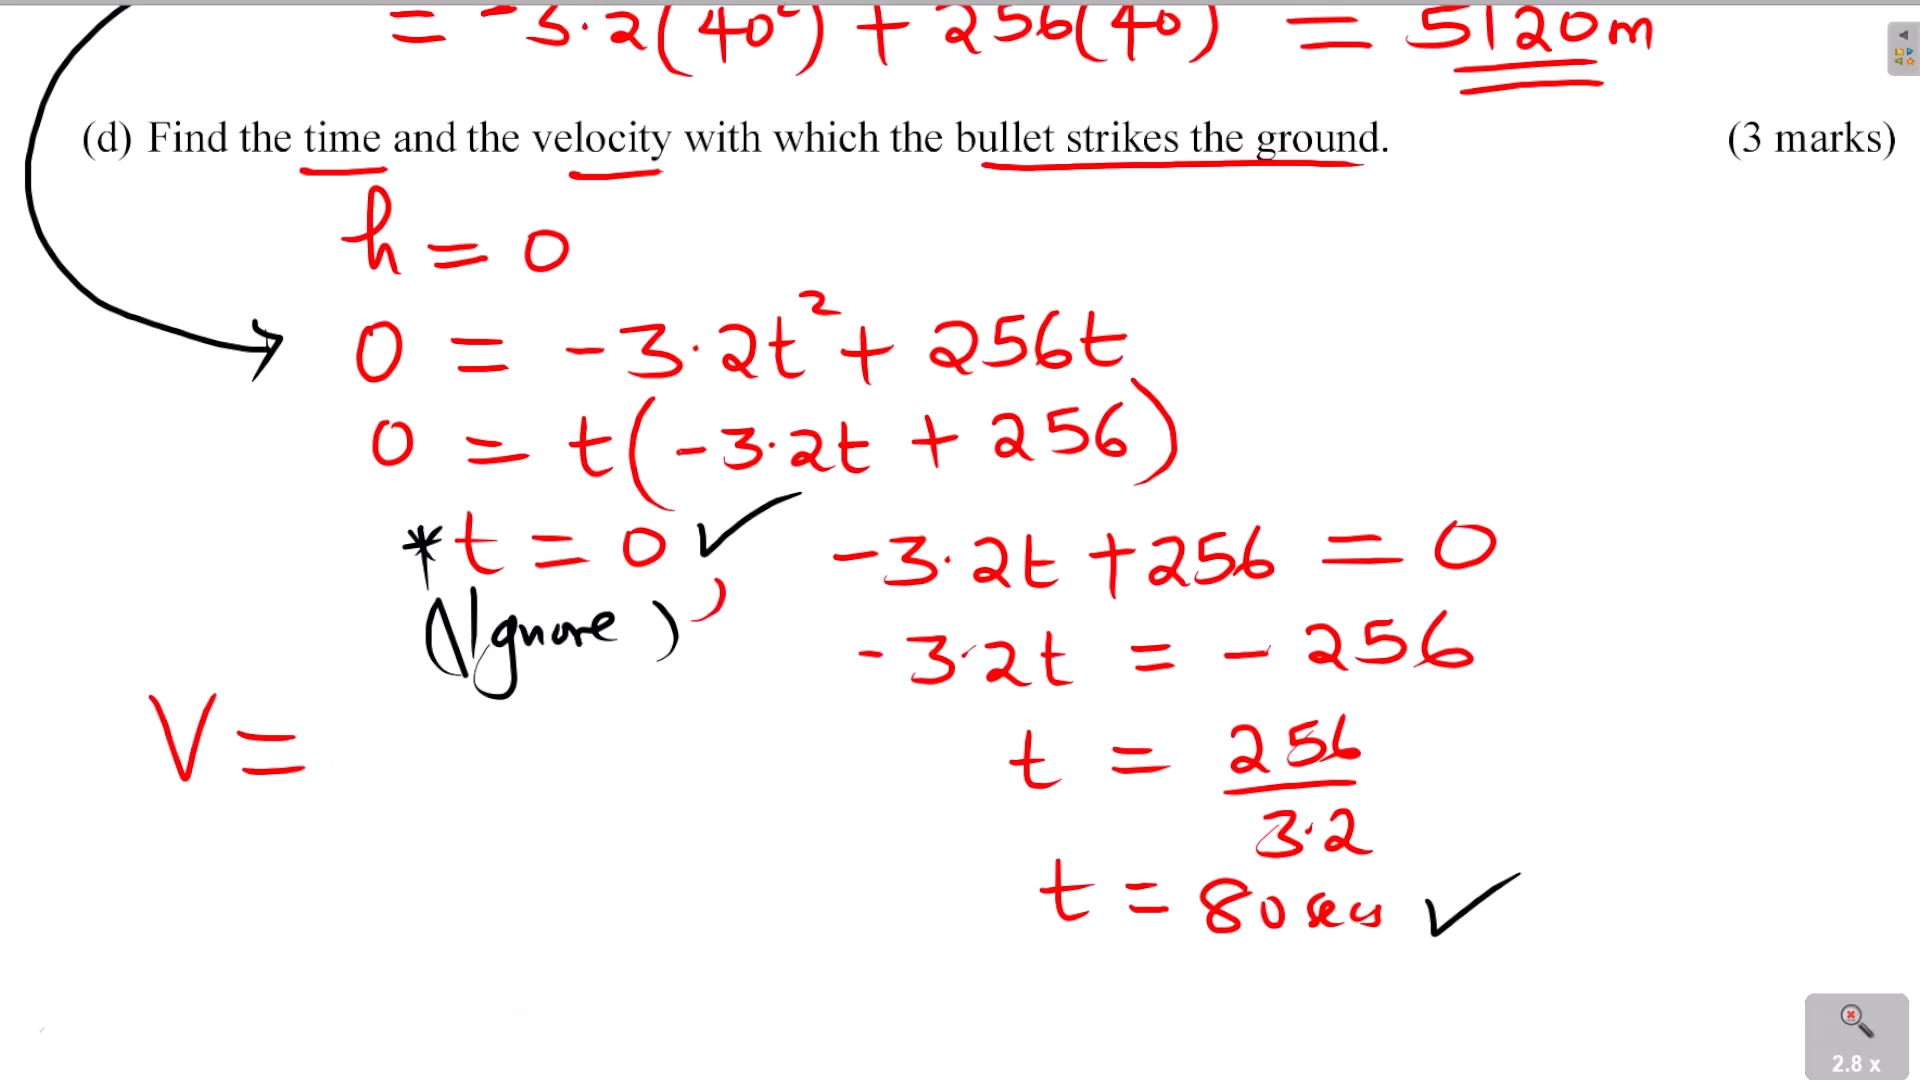 = -3.2(40²) + 256(40) = 5120m
(d) Find the time and the velocity with which the bullet strikes the ground. (3 marks)
h = 0
0 = -3.2t² + 256t
0 = t(-3.2t + 256)
*t = 0 ✓ , -3.2t + 256 = 0
(Ignore)
-3.2t = -256
V =
t = 256/3.2
t = 80 secs ✓
2.8 x